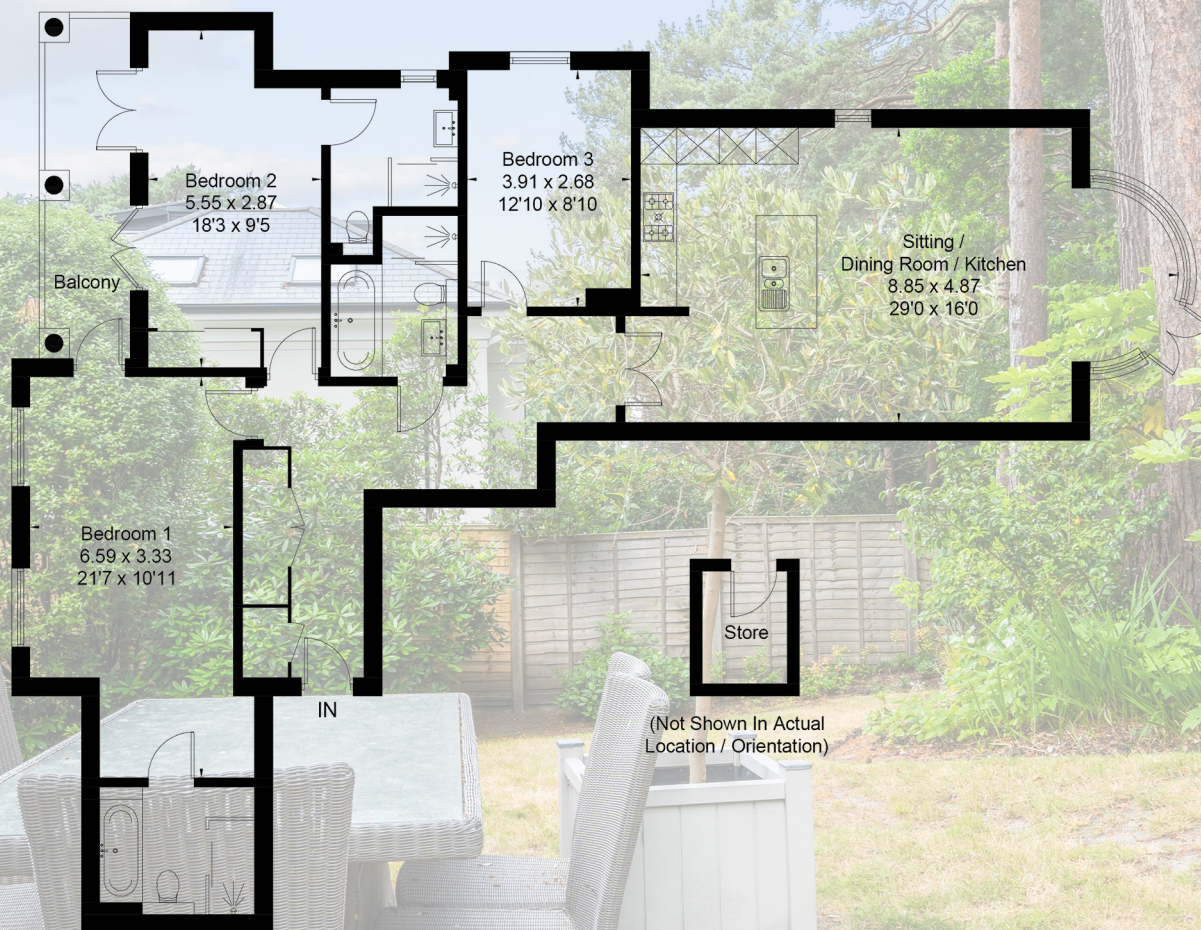 Bedroom 2
5.55 x 2.87
18'3 x 9'5
Bedroom 3
3.91 x 2.68
12'10 x 8'10
Sitting /
Dining Room / Kitchen
8.85 x 4.87
29'0 x 16'0
Balcony
Bedroom 1
6.59 x 3.33
21'7 x 10'11
Store
(Not Shown In Actual
Location / Orientation)
IN